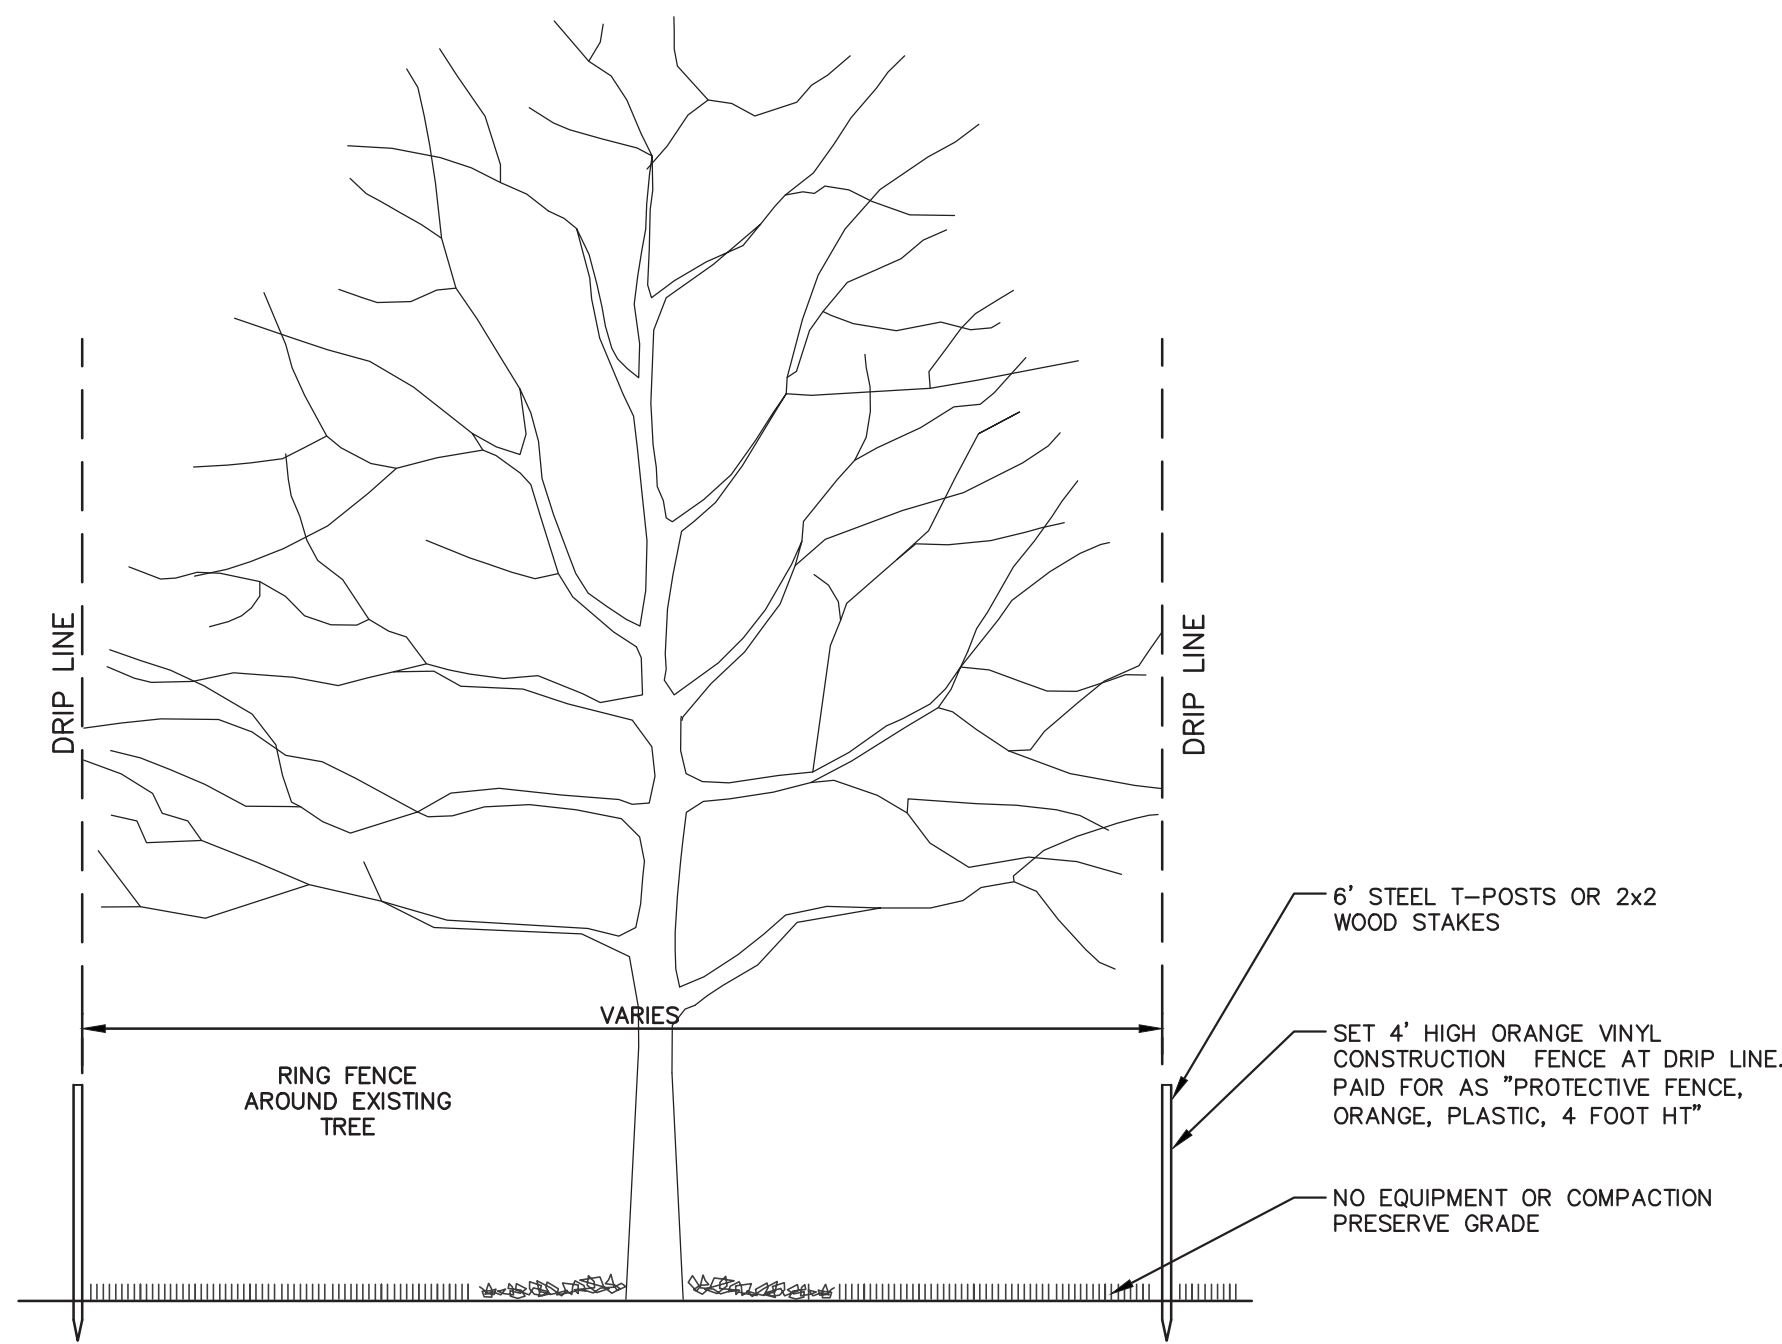 DRIP LINE
DRIP LINE
6' STEEL T-POSTS OR 2x2
WOOD STAKES
VARIES
SET 4' HIGH ORANGE VINYL
CONSTRUCTION FENCE AT DRIP LINE.
PAID FOR AS "PROTECTIVE FENCE,
ORANGE, PLASTIC, 4 FOOT HT"
RING FENCE
AROUND EXISTING
TREE
NO EQUIPMENT OR COMPACTION
PRESERVE GRADE